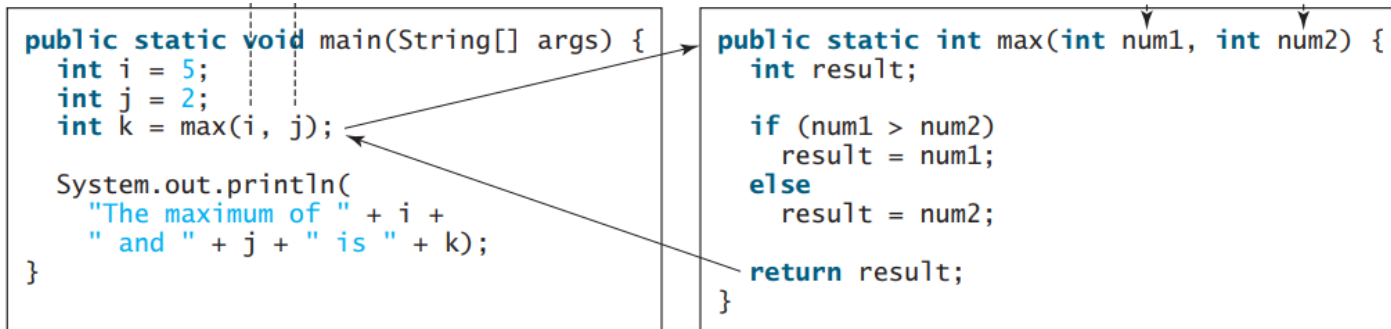 public static void main(String[] args) {
int i = 5;
int j = 2;
int k = max(i, j);
System.out.println(
"The maximum of " + i +
" and " + j + " is " + k);
}
public static int max(int num1, int num2) {
int result;
if (num1 > num2)
result = num1;
else
result = num2;
return result;
}